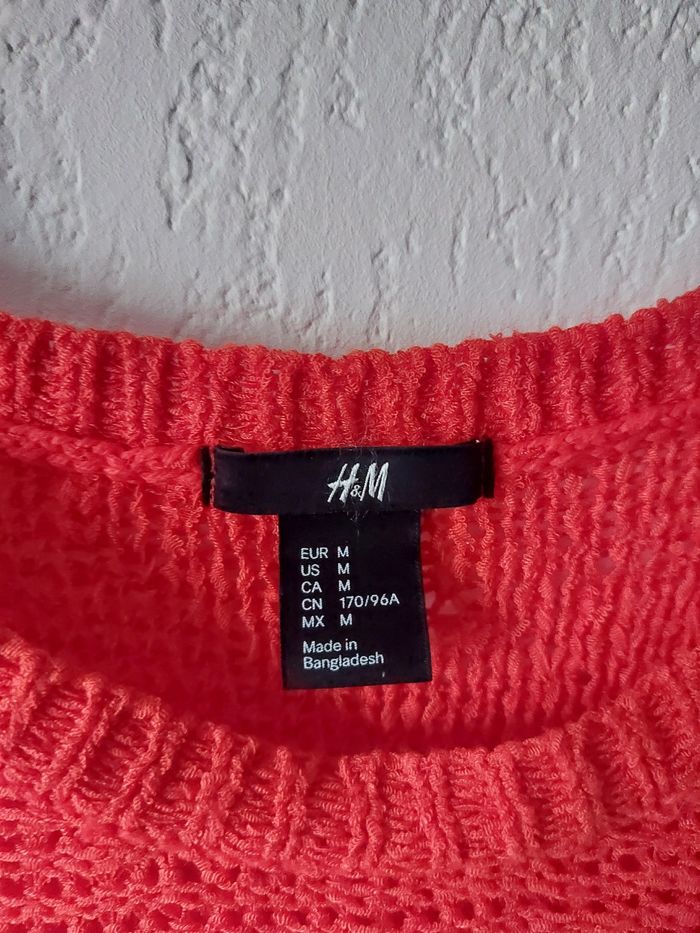 H&M
EUR M
US M
CA M
CN 170/96A
MX M
Made in
Bangladesh